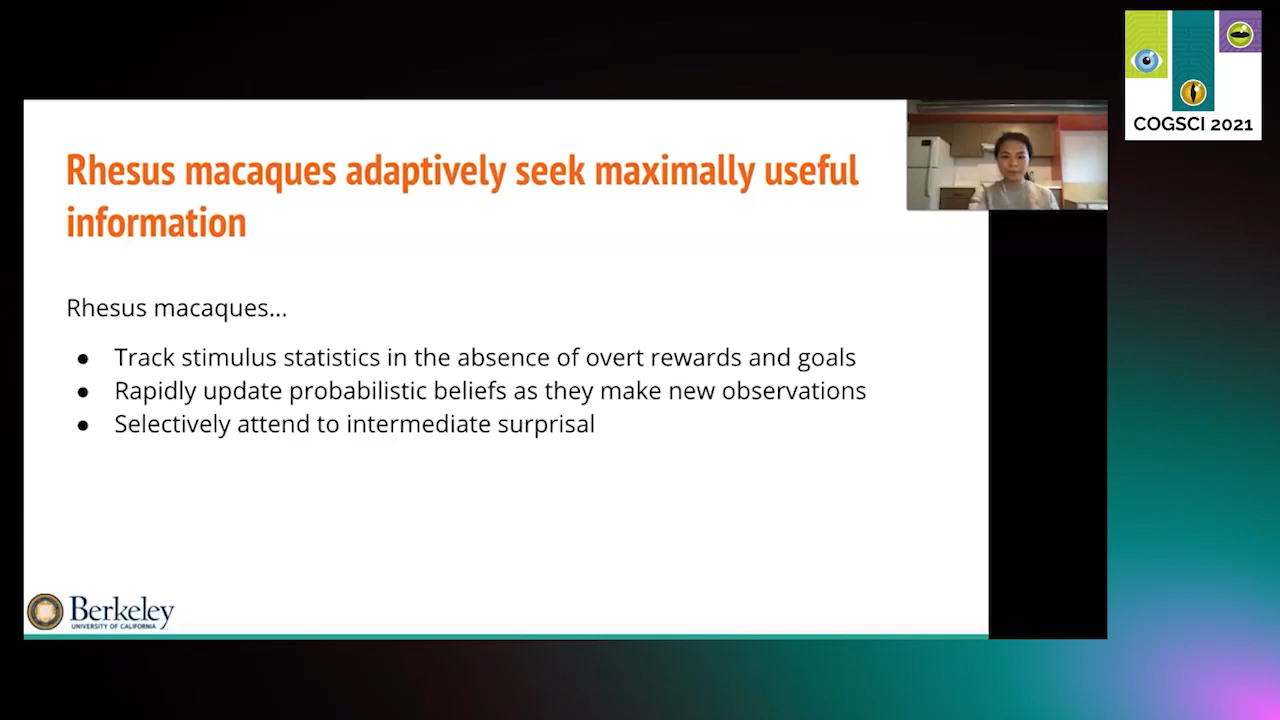 COGSCI 2021
Rhesus macaques adaptively seek maximally useful
information
Rhesus macaques...
● Track stimulus statistics in the absence of overt rewards and goals
● Rapidly update probabilistic beliefs as they make new observations
● Selectively attend to intermediate surprisal
Berkeley
UNIVERSITY OF CALIFORNIA